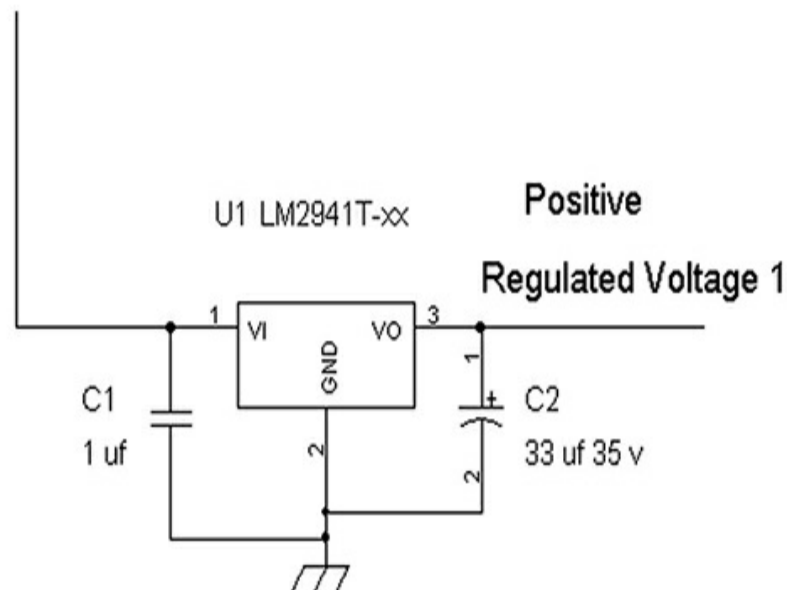 U1 LM2941T-xx
Positive
Regulated Voltage 1
1
VI
VO
3
GND
1
C1
1 uf
2
+
C2
33 uf 35 v
2